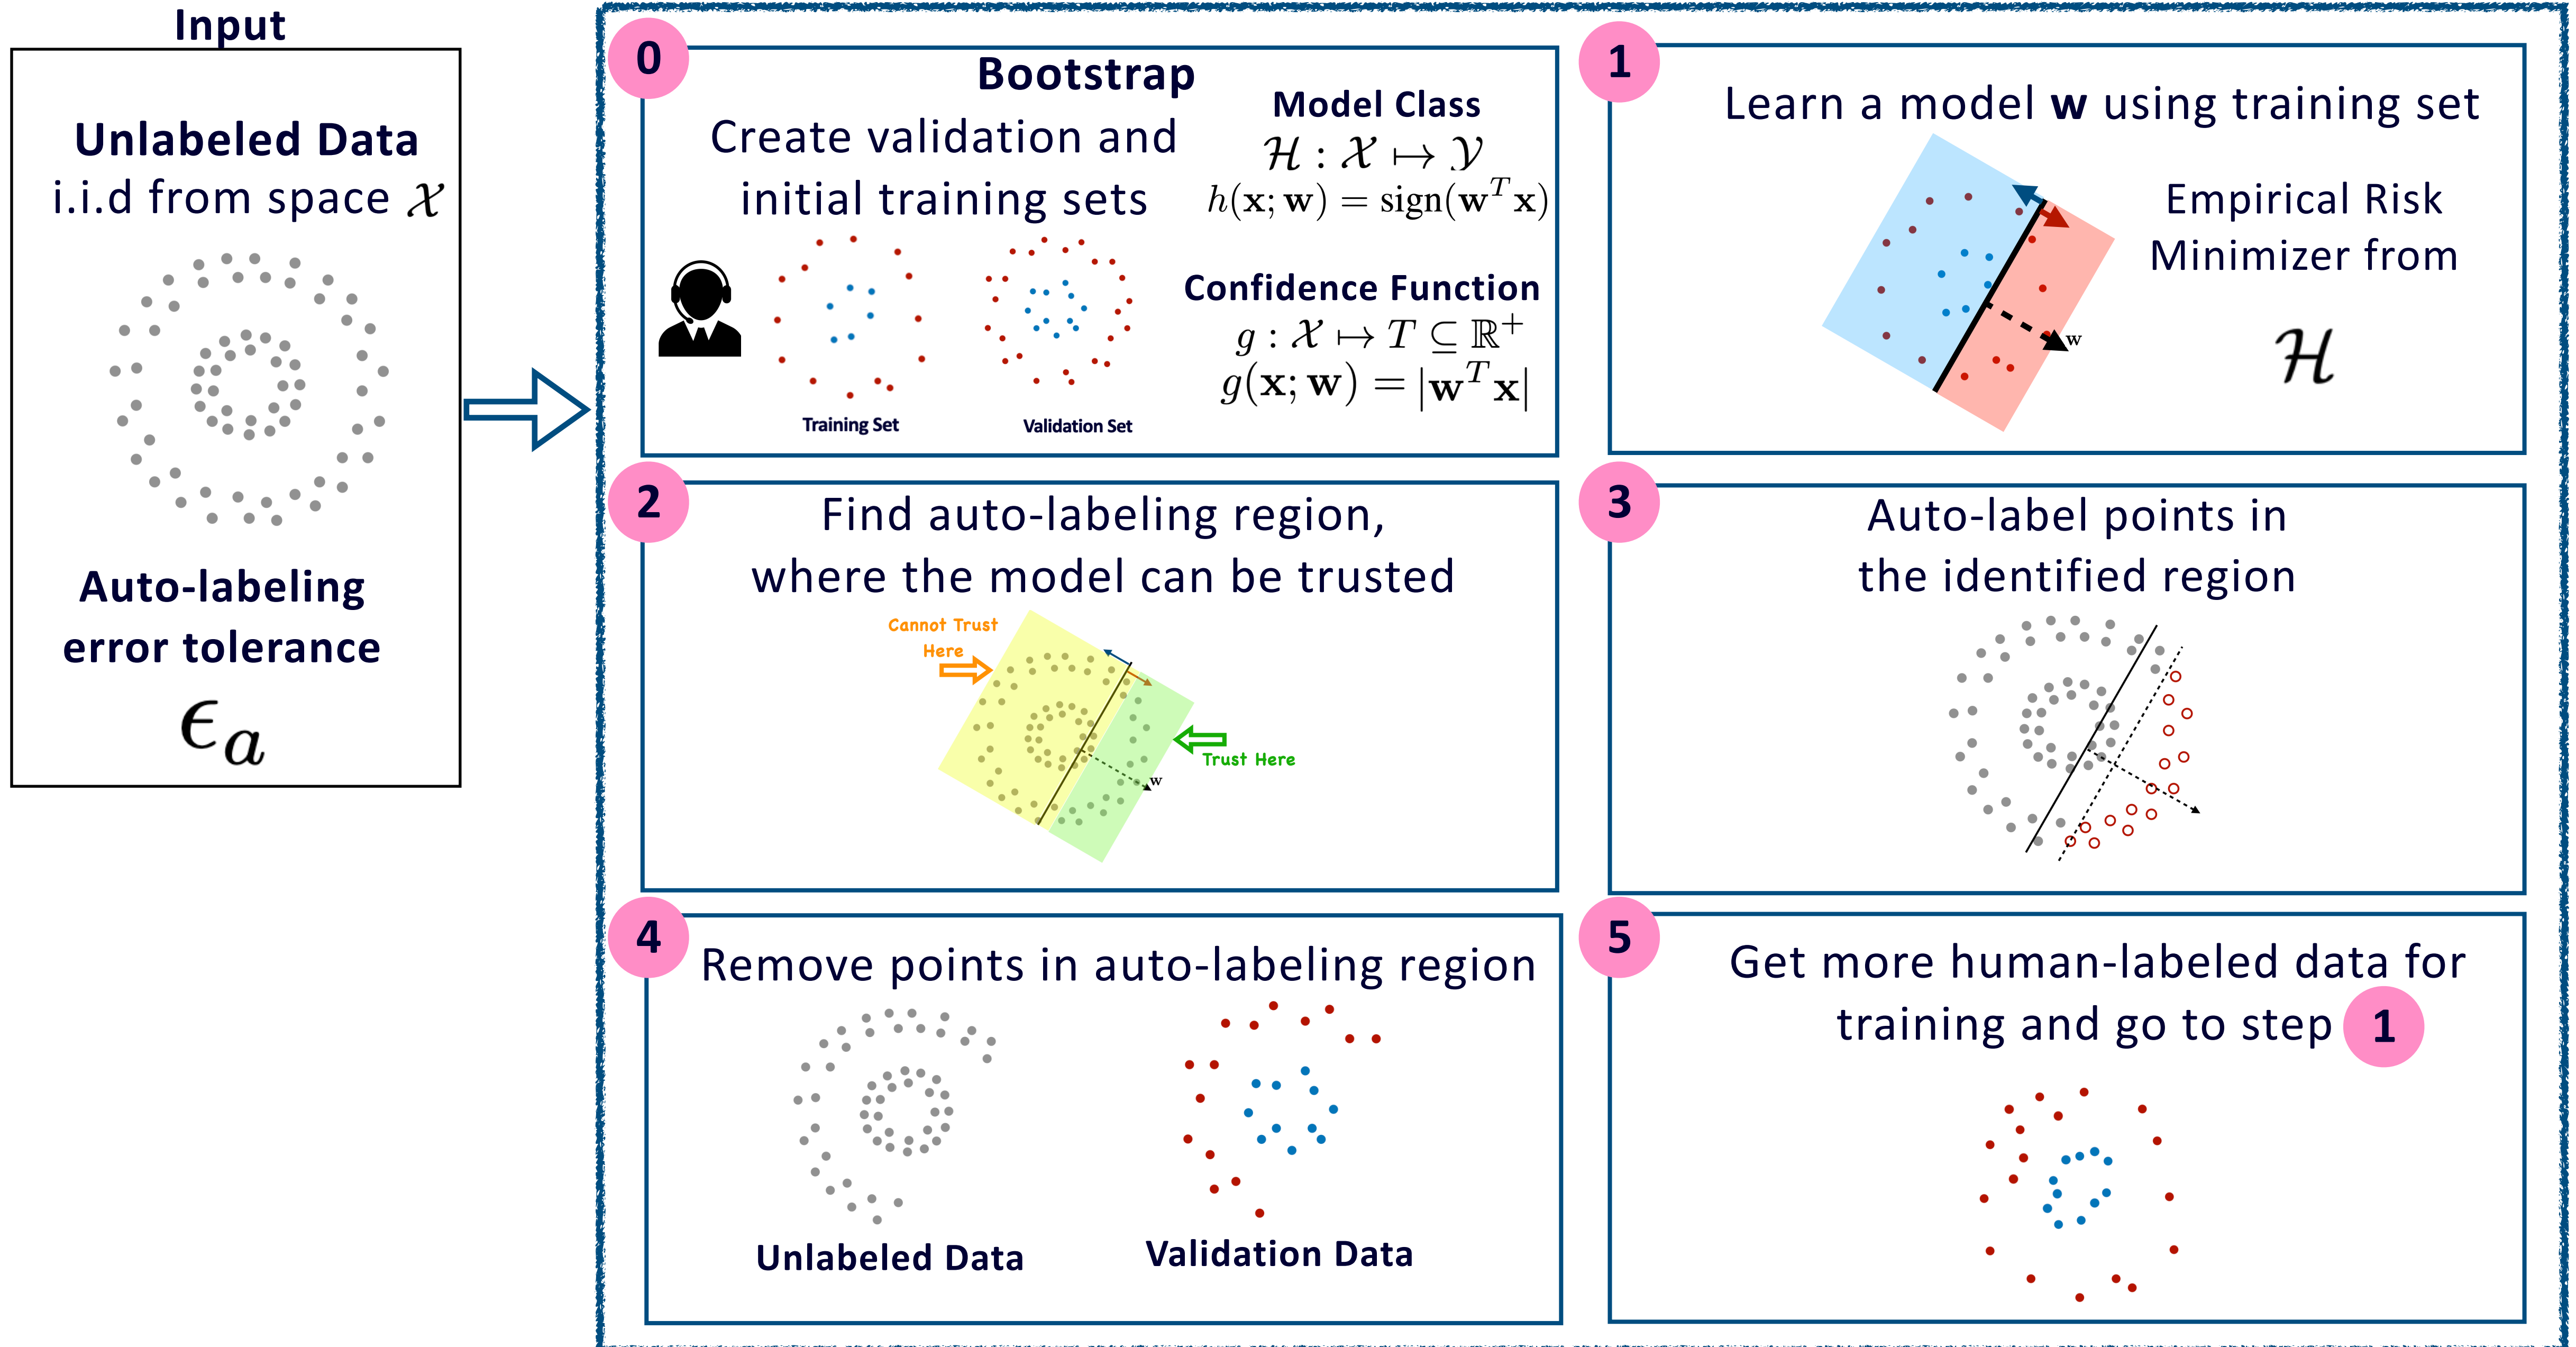 Input
Unlabeled Data
i.i.d from space 𝒳
Auto-labeling
error tolerance
ϵₐ
0
Bootstrap
Create validation and
initial training sets
Training Set
Validation Set
Model Class
ℋ : 𝒳 ↦ 𝒴
h(x; w) = sign(wᵀx)
Confidence Function
g : 𝒳 ↦ T ⊆ ℝ⁺
g(x; w) = |wᵀx|
1
Learn a model w using training set
Empirical Risk
Minimizer from
ℋ
w
2
Find auto-labeling region,
where the model can be trusted
Cannot Trust
Here
Trust Here
w
3
Auto-label points in
the identified region
4
Remove points in auto-labeling region
Unlabeled Data
Validation Data
5
Get more human-labeled data for
training and go to step 1